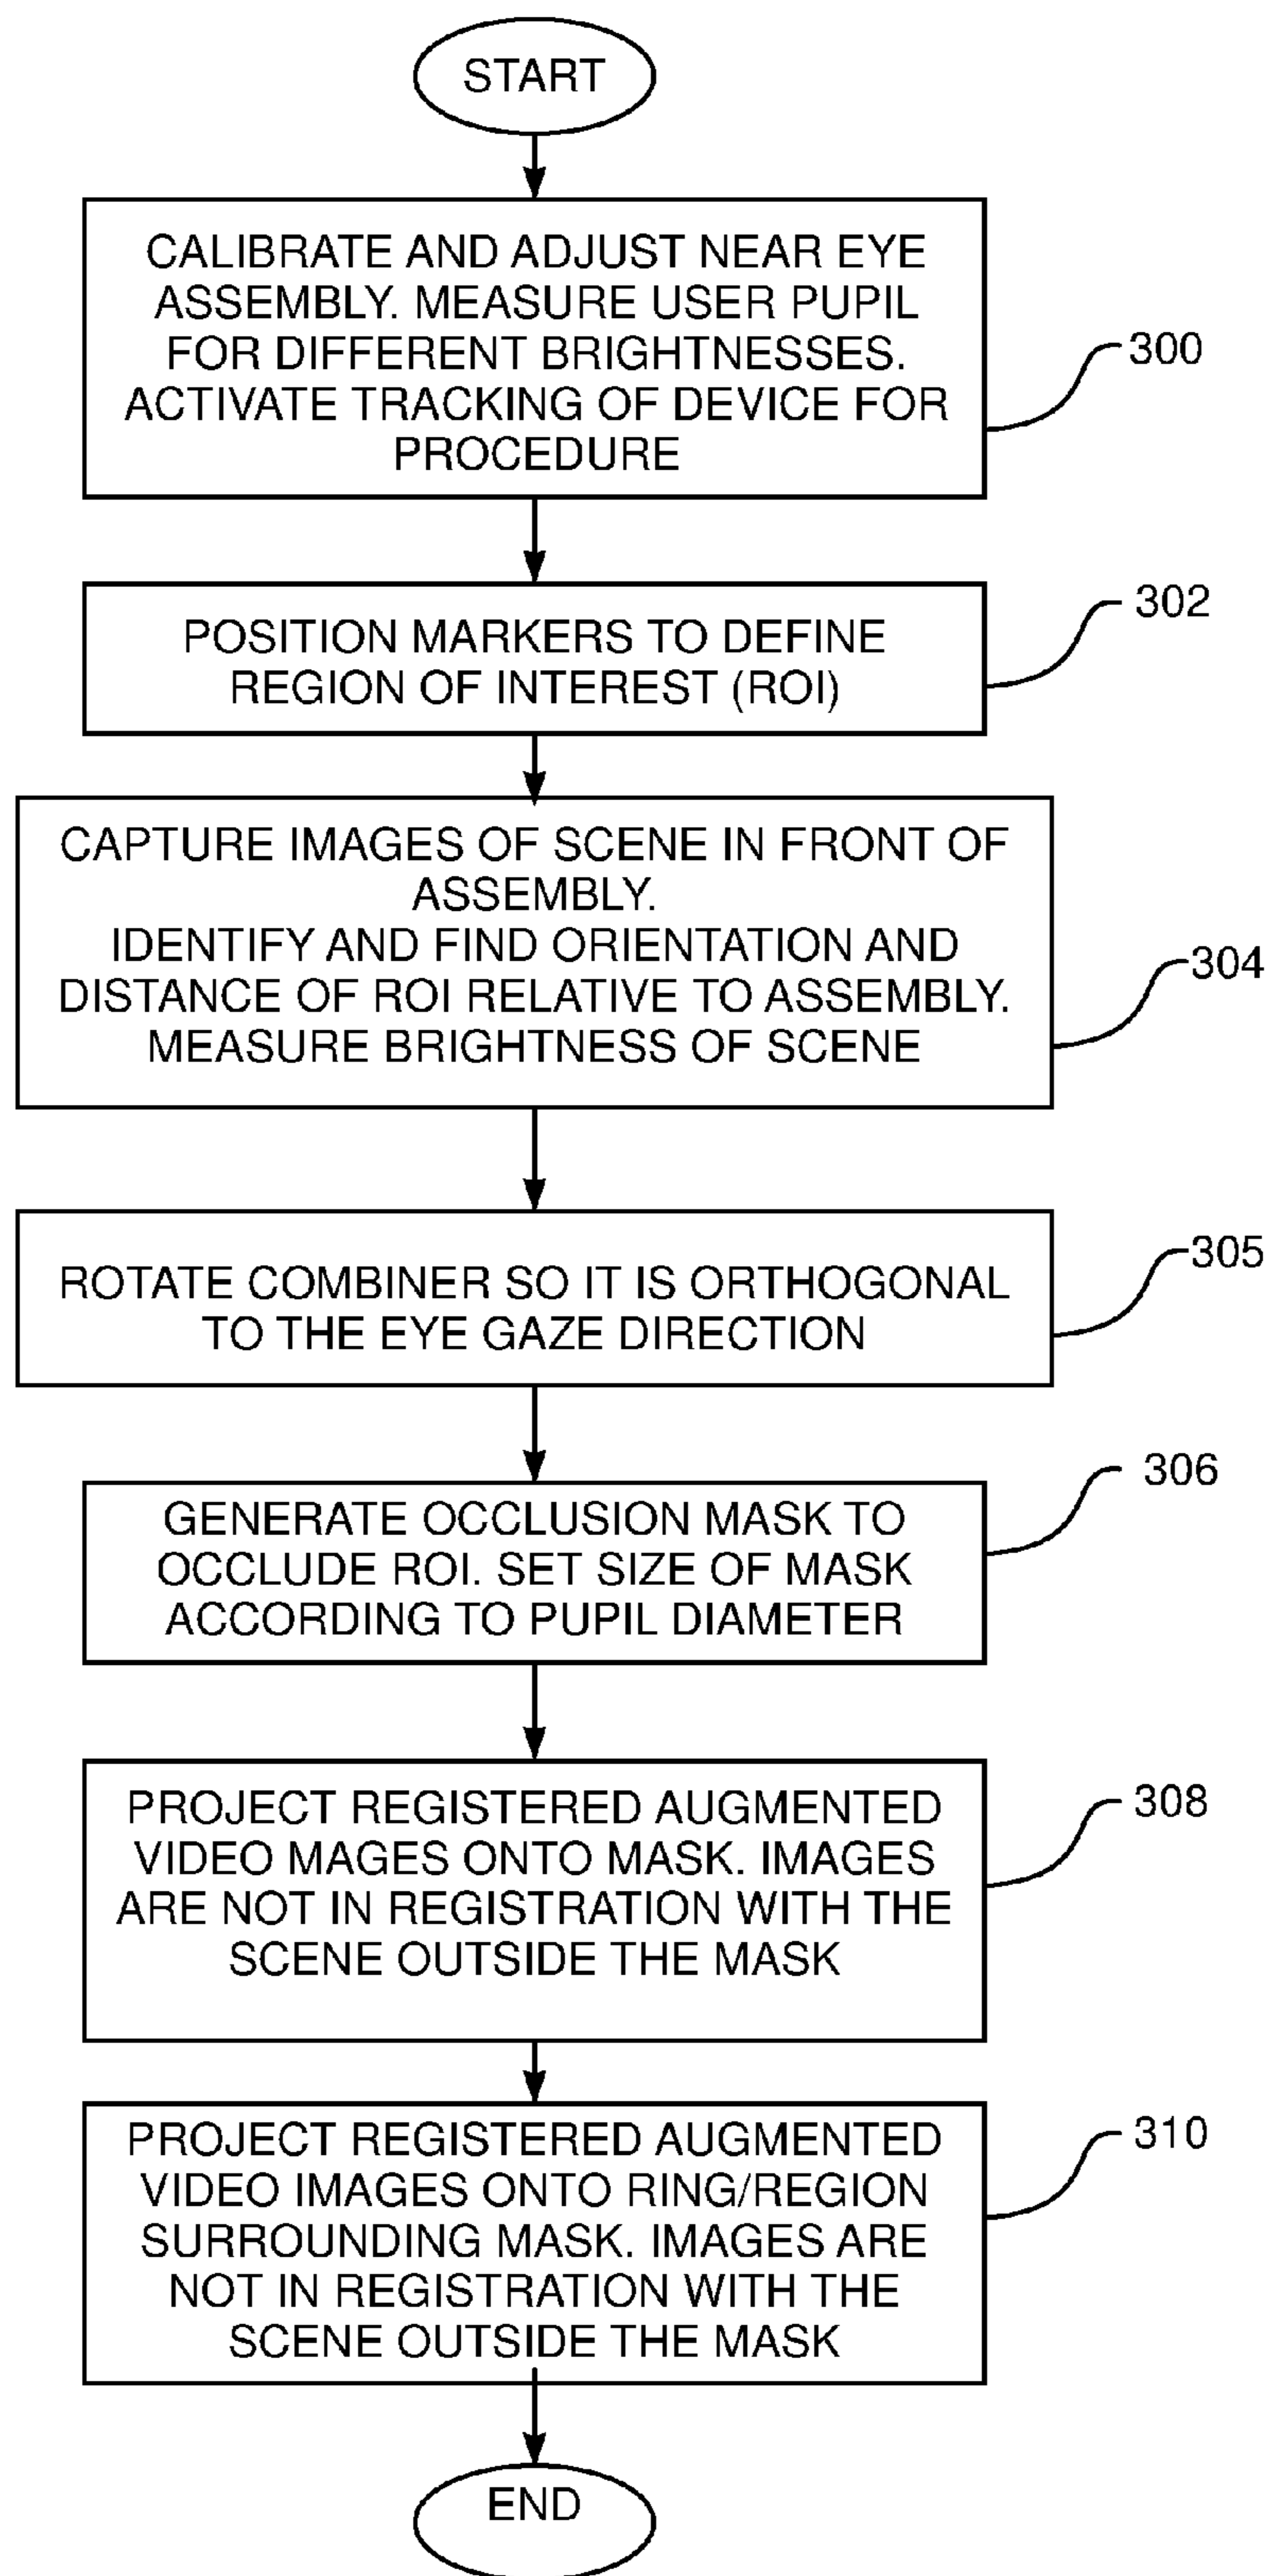 START
CALIBRATE AND ADJUST NEAR EYE
ASSEMBLY. MEASURE USER PUPIL
FOR DIFFERENT BRIGHTNESSES.
ACTIVATE TRACKING OF DEVICE FOR
PROCEDURE
300
POSITION MARKERS TO DEFINE
REGION OF INTEREST (ROI)
302
CAPTURE IMAGES OF SCENE IN FRONT OF
ASSEMBLY.
IDENTIFY AND FIND ORIENTATION AND
DISTANCE OF ROI RELATIVE TO ASSEMBLY.
MEASURE BRIGHTNESS OF SCENE
304
ROTATE COMBINER SO IT IS ORTHOGONAL
TO THE EYE GAZE DIRECTION
305
GENERATE OCCLUSION MASK TO
OCCLUDE ROI. SET SIZE OF MASK
ACCORDING TO PUPIL DIAMETER
306
PROJECT REGISTERED AUGMENTED
VIDEO MAGES ONTO MASK. IMAGES
ARE NOT IN REGISTRATION WITH THE
SCENE OUTSIDE THE MASK
308
PROJECT REGISTERED AUGMENTED
VIDEO IMAGES ONTO RING/REGION
SURROUNDING MASK. IMAGES ARE
NOT IN REGISTRATION WITH THE
SCENE OUTSIDE THE MASK
310
END